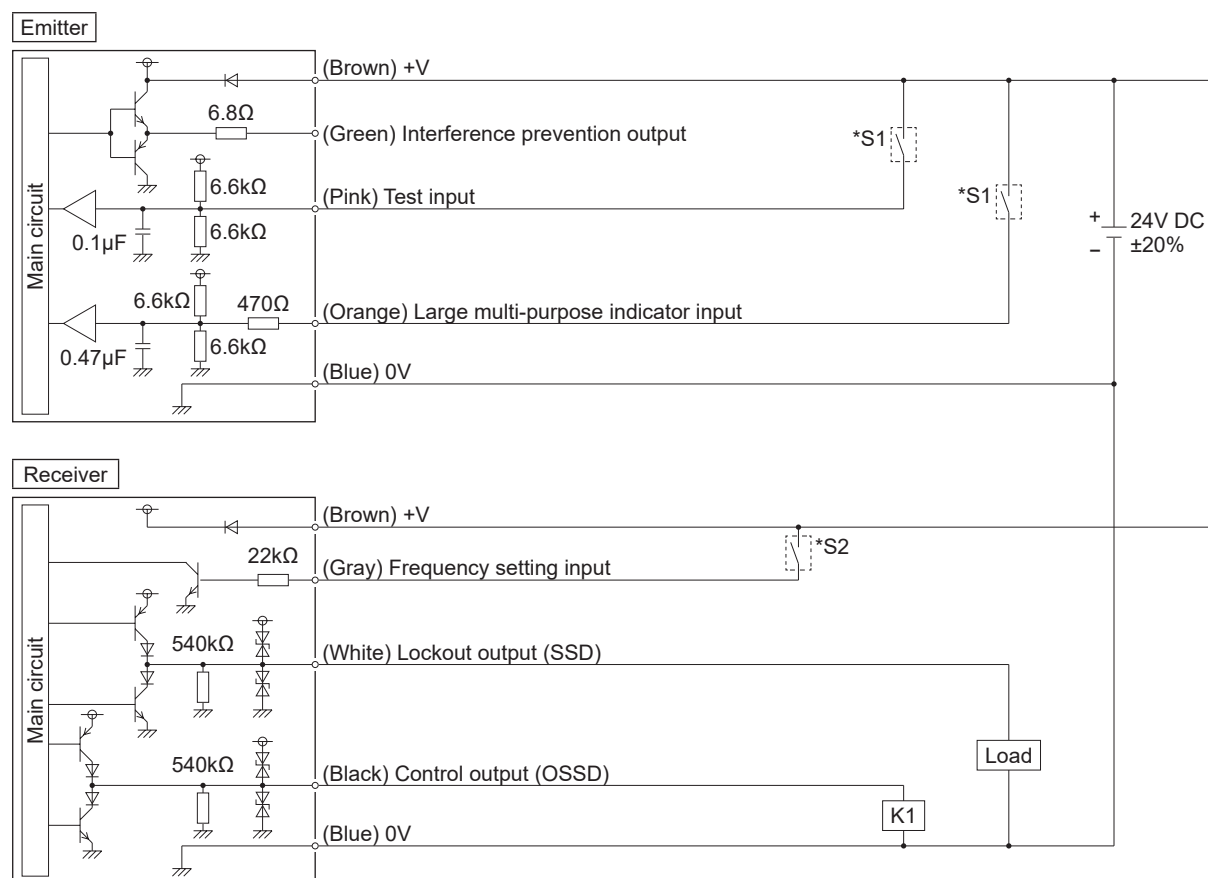 Emitter
Main circuit
(Brown) +V
6.8Ω
(Green) Interference prevention output
*S1
6.6kΩ
(Pink) Test input
*S1
6.6kΩ
0.1μF
+
24V DC
−
±20%
6.6kΩ
470Ω
(Orange) Large multi-purpose indicator input
6.6kΩ
0.47μF
(Blue) 0V
Receiver
Main circuit
(Brown) +V
*S2
22kΩ
(Gray) Frequency setting input
540kΩ
(White) Lockout output (SSD)
Load
540kΩ
(Black) Control output (OSSD)
K1
(Blue) 0V